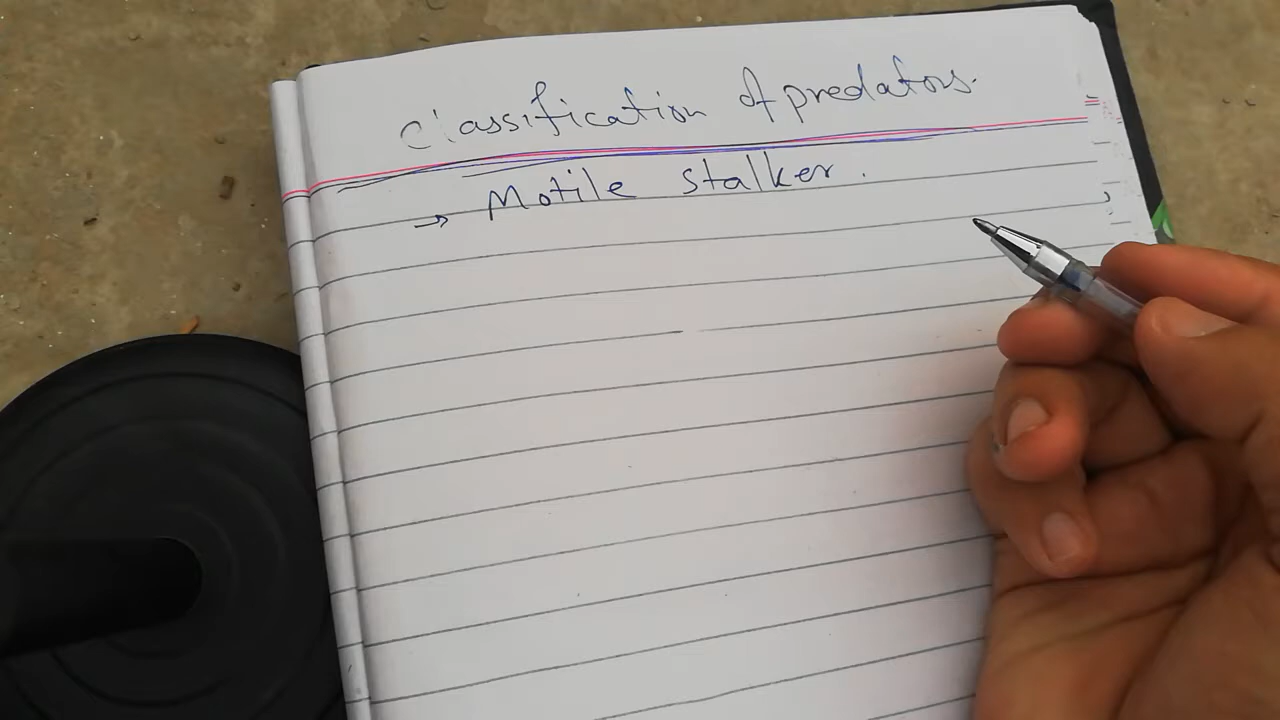 Classification of predators.
→ Motile stalker.